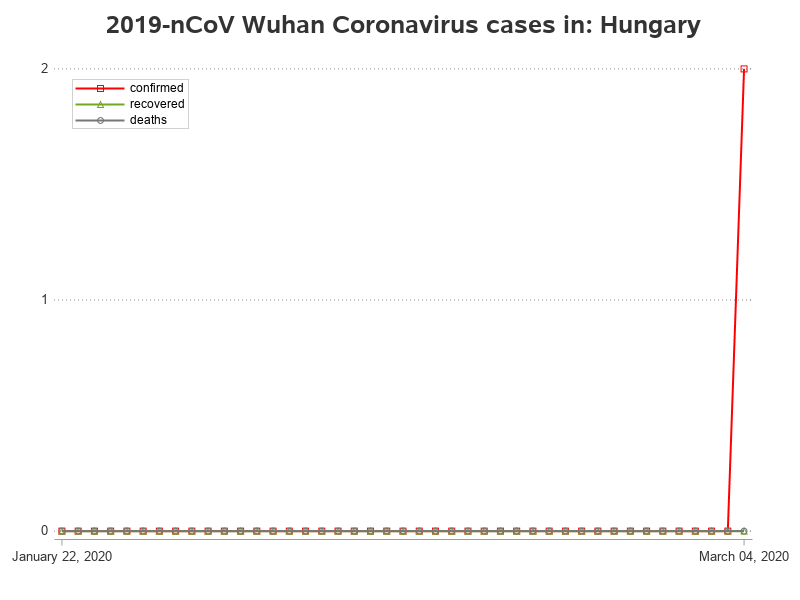 2019-nCoV Wuhan Coronavirus cases in: Hungary
2
confirmed
recovered
deaths
1
0
January 22, 2020
March 04, 2020